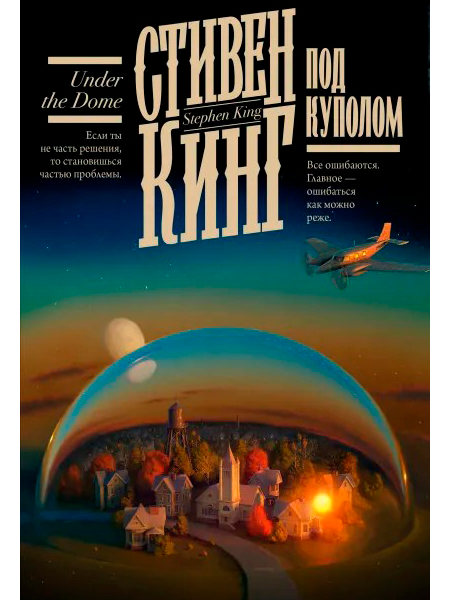 Under
the Dome
Если ты
не часть решения,
то становишься
частью проблемы.
СТИВЕН
Stephen King
КИНГ
ПОД
КУПОЛОМ
Все ошибаются.
Главное —
ошибаться
как можно
реже.